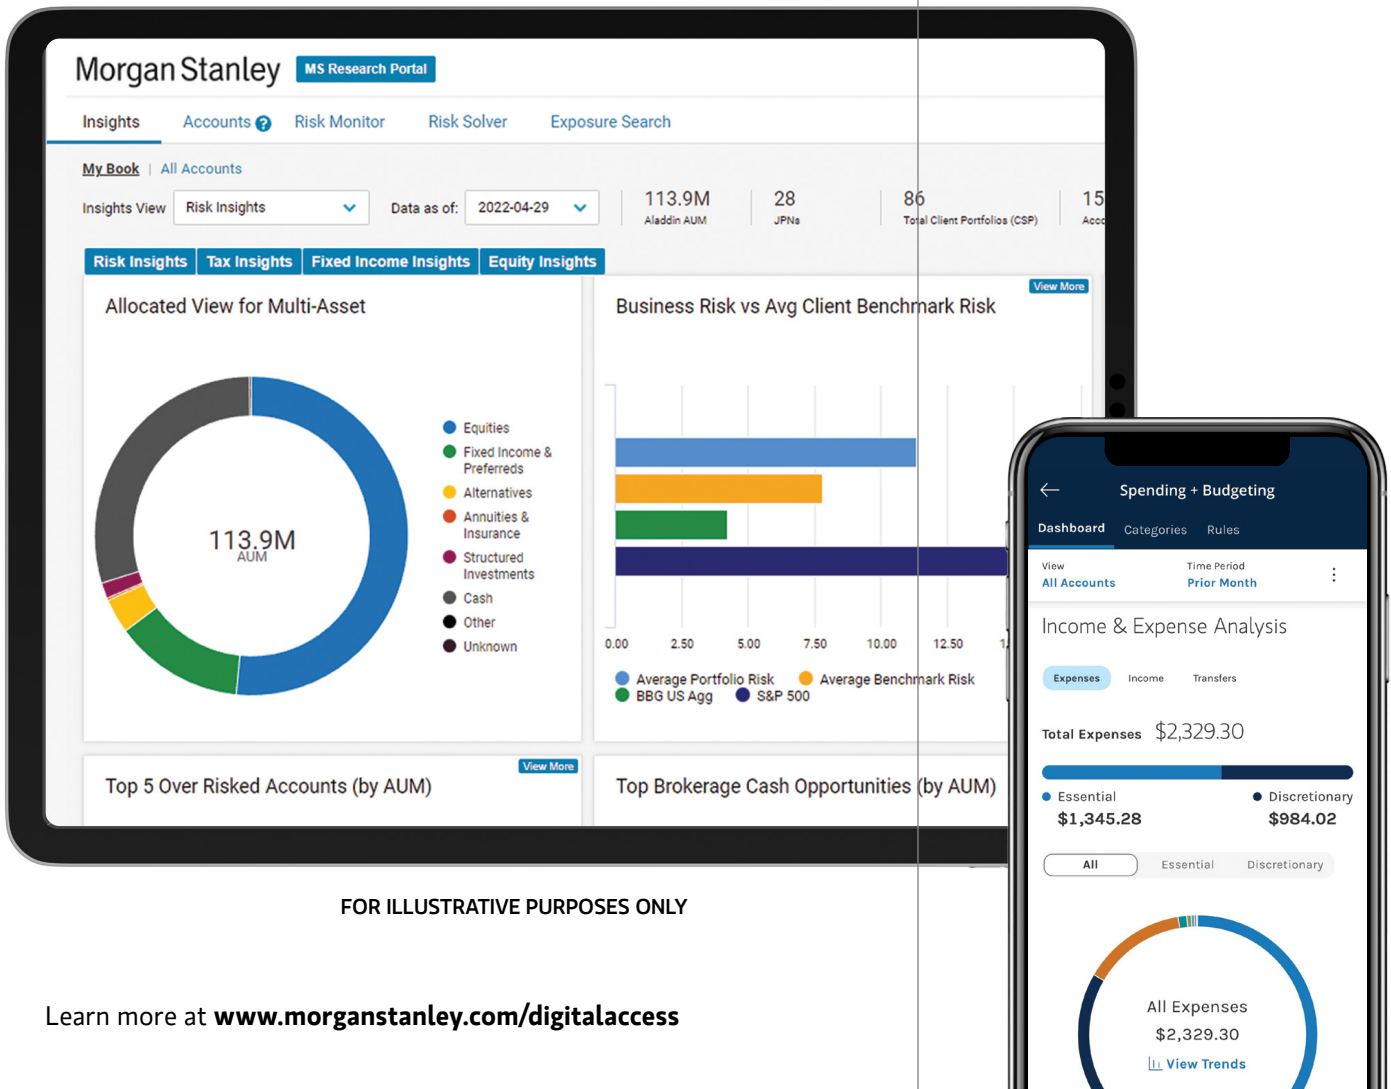 Morgan Stanley MS Research Portal
Insights Accounts ? Risk Monitor Risk Solver Exposure Search
My Book | All Accounts
Insights View Risk Insights Data as of: 2022-04-29
113.9M 28 86 15
Aladdin AUM JPNs Total Client Portfolios (CSP)
Risk Insights Tax Insights Fixed Income Insights Equity Insights
Allocated View for Multi-Asset
113.9M
AUM
Equities
Fixed Income &
Preferreds
Alternatives
Annuities &
Insurance
Structured
Investments
Cash
Other
Unknown
View More
Business Risk vs Avg Client Benchmark Risk
0.00 2.50 5.00 7.50 10.00 12.50
Average Portfolio Risk Average Benchmark Risk
BBG US Agg S&P 500
View More
Top 5 Over Risked Accounts (by AUM)
Top Brokerage Cash Opportunities (by AUM)
Spending + Budgeting
Dashboard Categories Rules
View Time Period
All Accounts Prior Month
Income & Expense Analysis
Expenses Income Transfers
Total Expenses $2,329.30
Essential Discretionary
$1,345.28 $984.02
All Essential Discretionary
All Expenses
$2,329.30
View Trends
FOR ILLUSTRATIVE PURPOSES ONLY
Learn more at www.morganstanley.com/digitalaccess